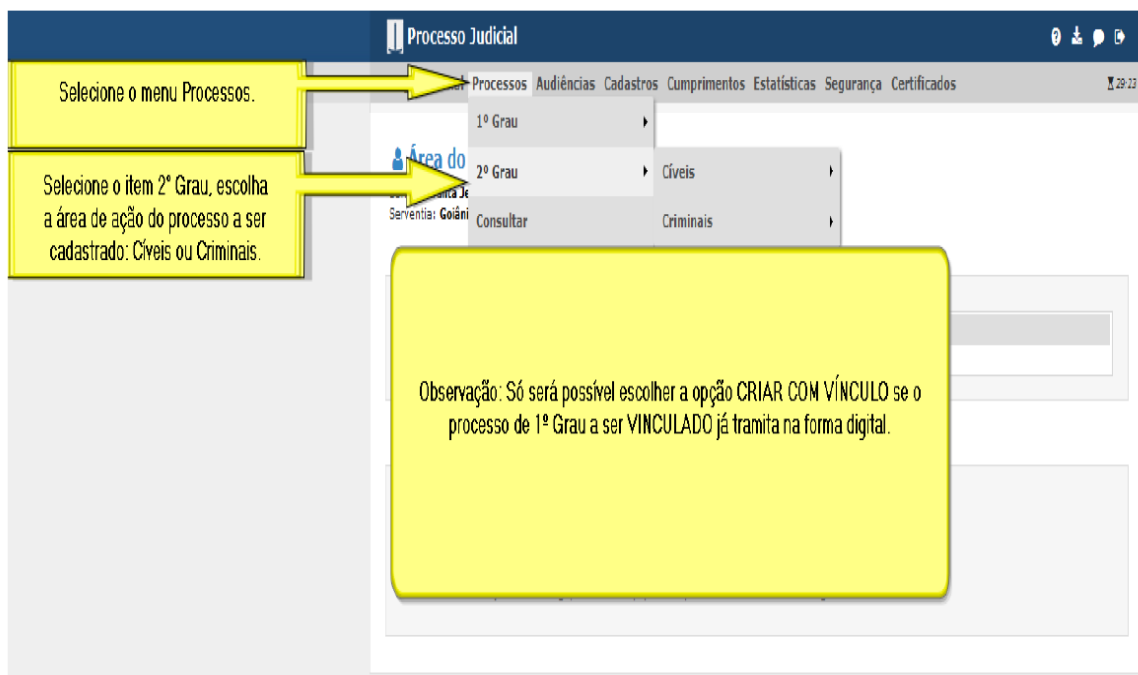 Processo Judicial
Selecione o menu Processos.
Processos Audiências Cadastros Cumprimentos Estatísticas Segurança Certificados
29:23
1º Grau
Área do
Selecione o item 2º Grau, escolha
a área de ação do processo a ser
cadastrado: Cíveis ou Criminais.
2º Grau
Cíveis
Serventia: Goiâni
Consultar
Criminais
Observação: Só será possível escolher a opção CRIAR COM VÍNCULO se o
processo de 1º Grau a ser VINCULADO já tramita na forma digital.